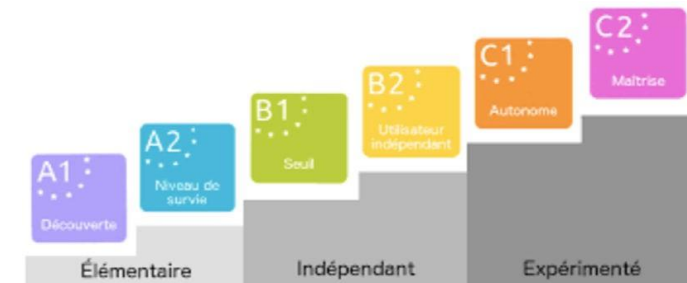 A1
Découverte
A2
Niveau de
survie
B1
Seuil
B2
Utilisateur
indépendant
C1
Autonome
C2
Maîtrise
Élémentaire
Indépendant
Expérimenté